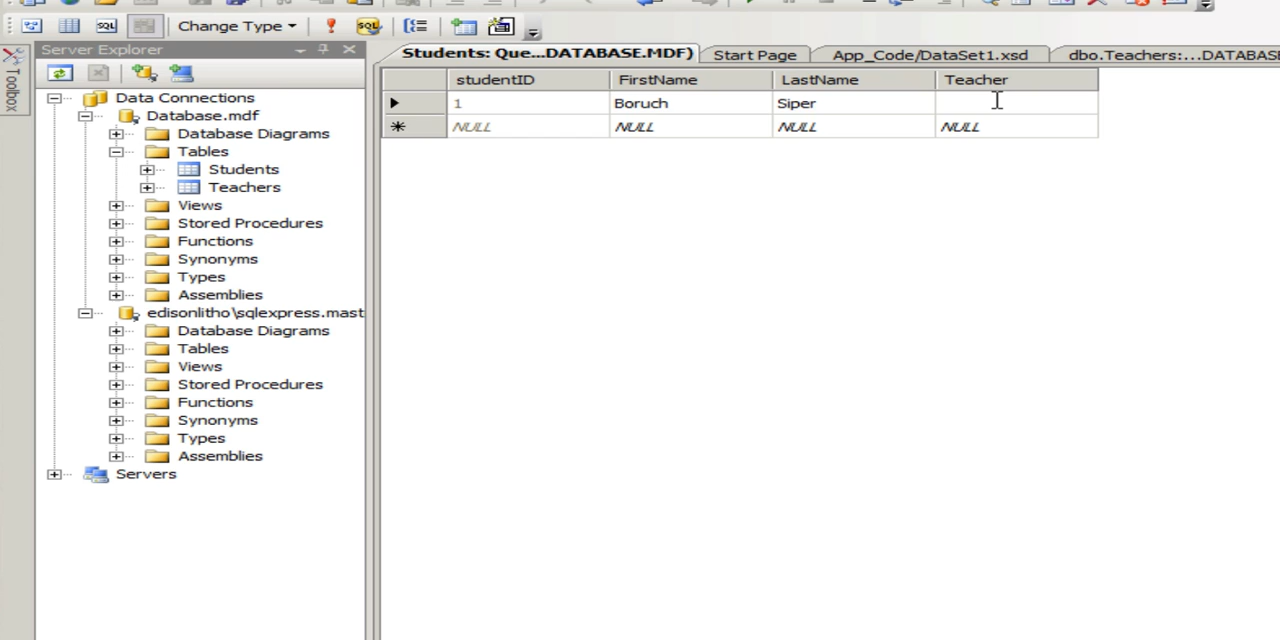 SQL Change Type SQL
Toolbox
Server Explorer
Data Connections
Database.mdf
Database Diagrams
Tables
Students
Teachers
Views
Stored Procedures
Functions
Synonyms
Types
Assemblies
edisonlitho\sqlexpress.mast
Database Diagrams
Tables
Views
Stored Procedures
Functions
Synonyms
Types
Assemblies
Servers
Students: Que...DATABASE.MDF) Start Page App_Code/DataSet1.xsd dbo.Teachers:...DATABASE
studentID FirstName LastName Teacher
1 Boruch Siper
NULL NULL NULL NULL